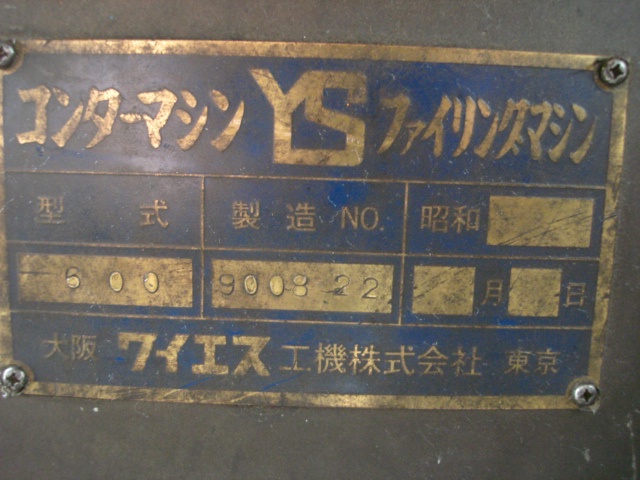 コンターマシン YS ファイリングマシン
型式 製造NO. 昭和
-600 900822 月 日
大阪 ワイエス工機株式会社 東京